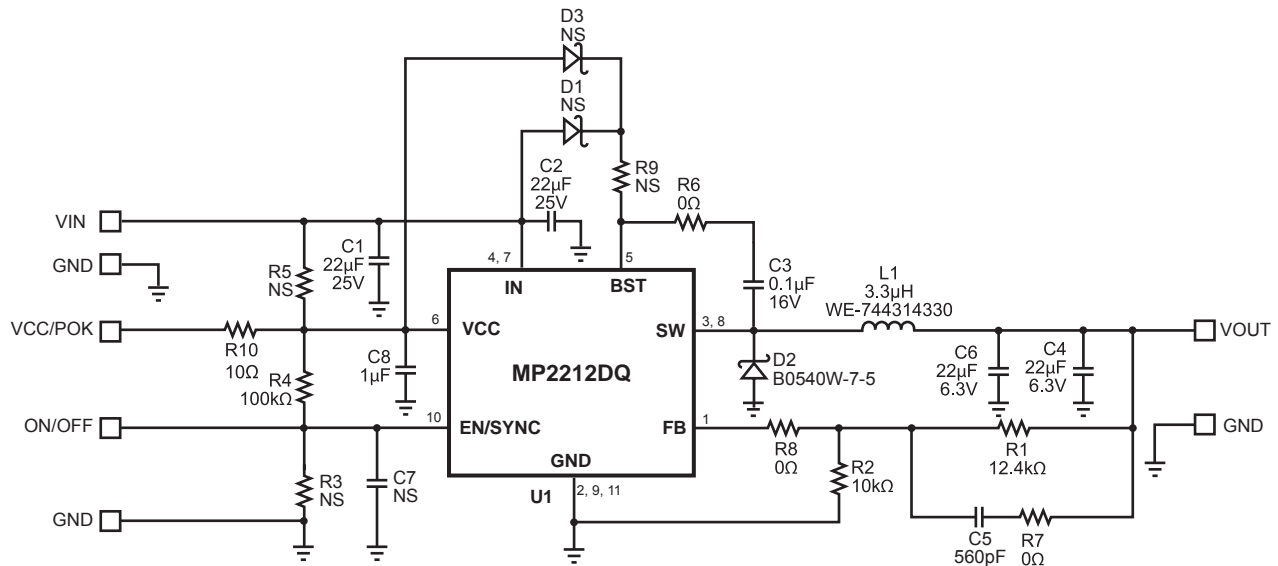 D3
NS
D1
NS
C2
22µF
25V
R9
NS
R6
0Ω
VIN
GND
C1
22µF
25V
R5
NS
4, 7
5
IN
BST
C3
0.1µF
16V
L1
3.3µH
WE-744314330
VCC/POK
R10
10Ω
6
VCC
SW
3, 8
VOUT
C8
1µF
MP2212DQ
D2
B0540W-7-5
C6
22µF
6.3V
C4
22µF
6.3V
R4
100kΩ
ON/OFF
10
EN/SYNC
FB
1
GND
R8
0Ω
R2
10kΩ
R1
12.4kΩ
GND
R3
NS
C7
NS
U1
2, 9, 11
GND
C5
560pF
R7
0Ω